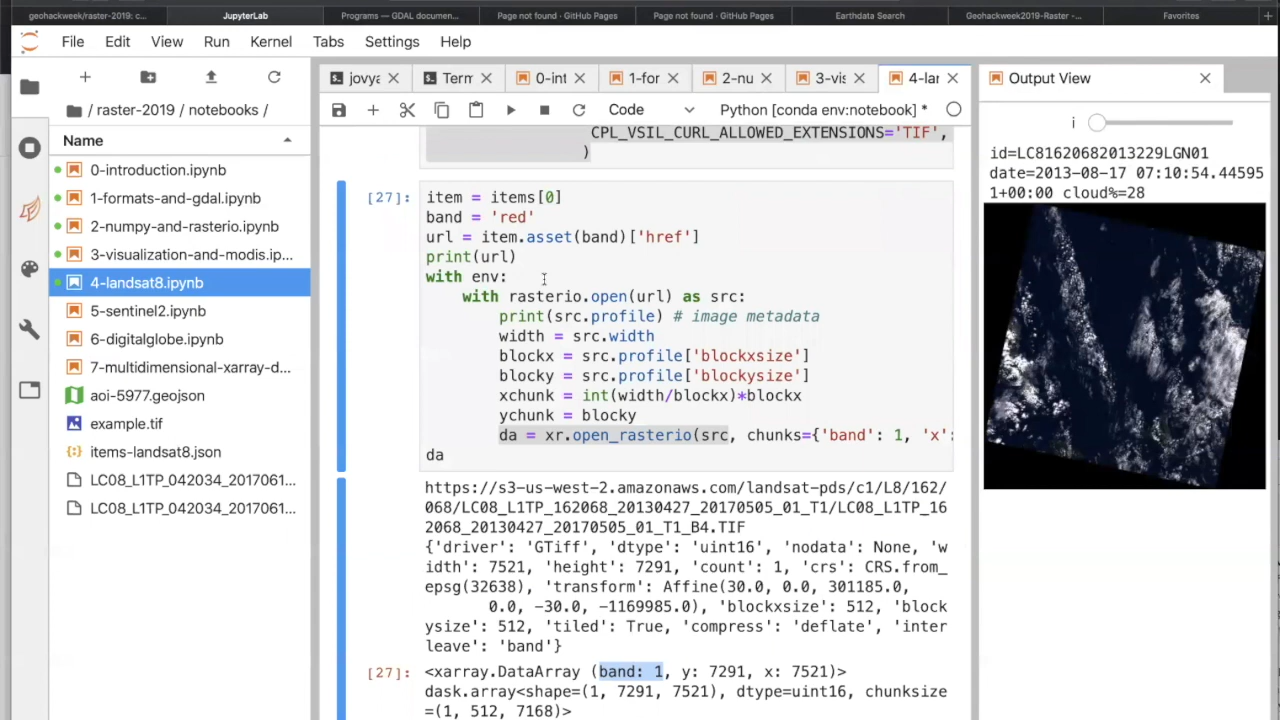 geohackweek/raster-2019: c...
JupyterLab
Programs — GDAL documen...
Page not found · GitHub Pages
Page not found · GitHub Pages
Earthdata Search
Geohackweek2019-Raster -...
Favorites
File Edit View Run Kernel Tabs Settings Help
/ raster-2019 / notebooks /
Name
0-introduction.ipynb
1-formats-and-gdal.ipynb
2-numpy-and-rasterio.ipynb
3-visualization-and-modis.ip...
4-landsat8.ipynb
5-sentinel2.ipynb
6-digitalglobe.ipynb
7-multidimensional-xarray-d...
aoi-5977.geojson
example.tif
items-landsat8.json
LC08_L1TP_042034_2017061...
LC08_L1TP_042034_2017061...
jovya
Term
0-int
1-for
2-nu
3-vis
4-lar
Code
Python [conda env:notebook] *
CPL_VSIL_CURL_ALLOWED_EXTENSIONS='TIF',
)
[27]:
item = items[0]
band = 'red'
url = item.asset(band)['href']
print(url)
with env:
with rasterio.open(url) as src:
print(src.profile) # image metadata
width = src.width
blockx = src.profile['blockxsize']
blocky = src.profile['blockysize']
xchunk = int(width/blockx)*blockx
ychunk = blocky
da = xr.open_rasterio(src, chunks={'band': 1, 'x':
da
https://s3-us-west-2.amazonaws.com/landsat-pds/c1/L8/162/
068/LC08_L1TP_162068_20130427_20170505_01_T1/LC08_L1TP_16
2068_20130427_20170505_01_T1_B4.TIF
{'driver': 'GTiff', 'dtype': 'uint16', 'nodata': None, 'w
idth': 7521, 'height': 7291, 'count': 1, 'crs': CRS.from_
epsg(32638), 'transform': Affine(30.0, 0.0, 301185.0,
0.0, -30.0, -1169985.0), 'blockxsize': 512, 'block
ysize': 512, 'tiled': True, 'compress': 'deflate', 'inter
leave': 'band'}
[27]:
<xarray.DataArray (band: 1, y: 7291, x: 7521)>
dask.array<shape=(1, 7291, 7521), dtype=uint16, chunksize
=(1, 512, 7168)>
Output View
i
id=LC81620682013229LGN01
date=2013-08-17 07:10:54.44595
1+00:00 cloud%=28